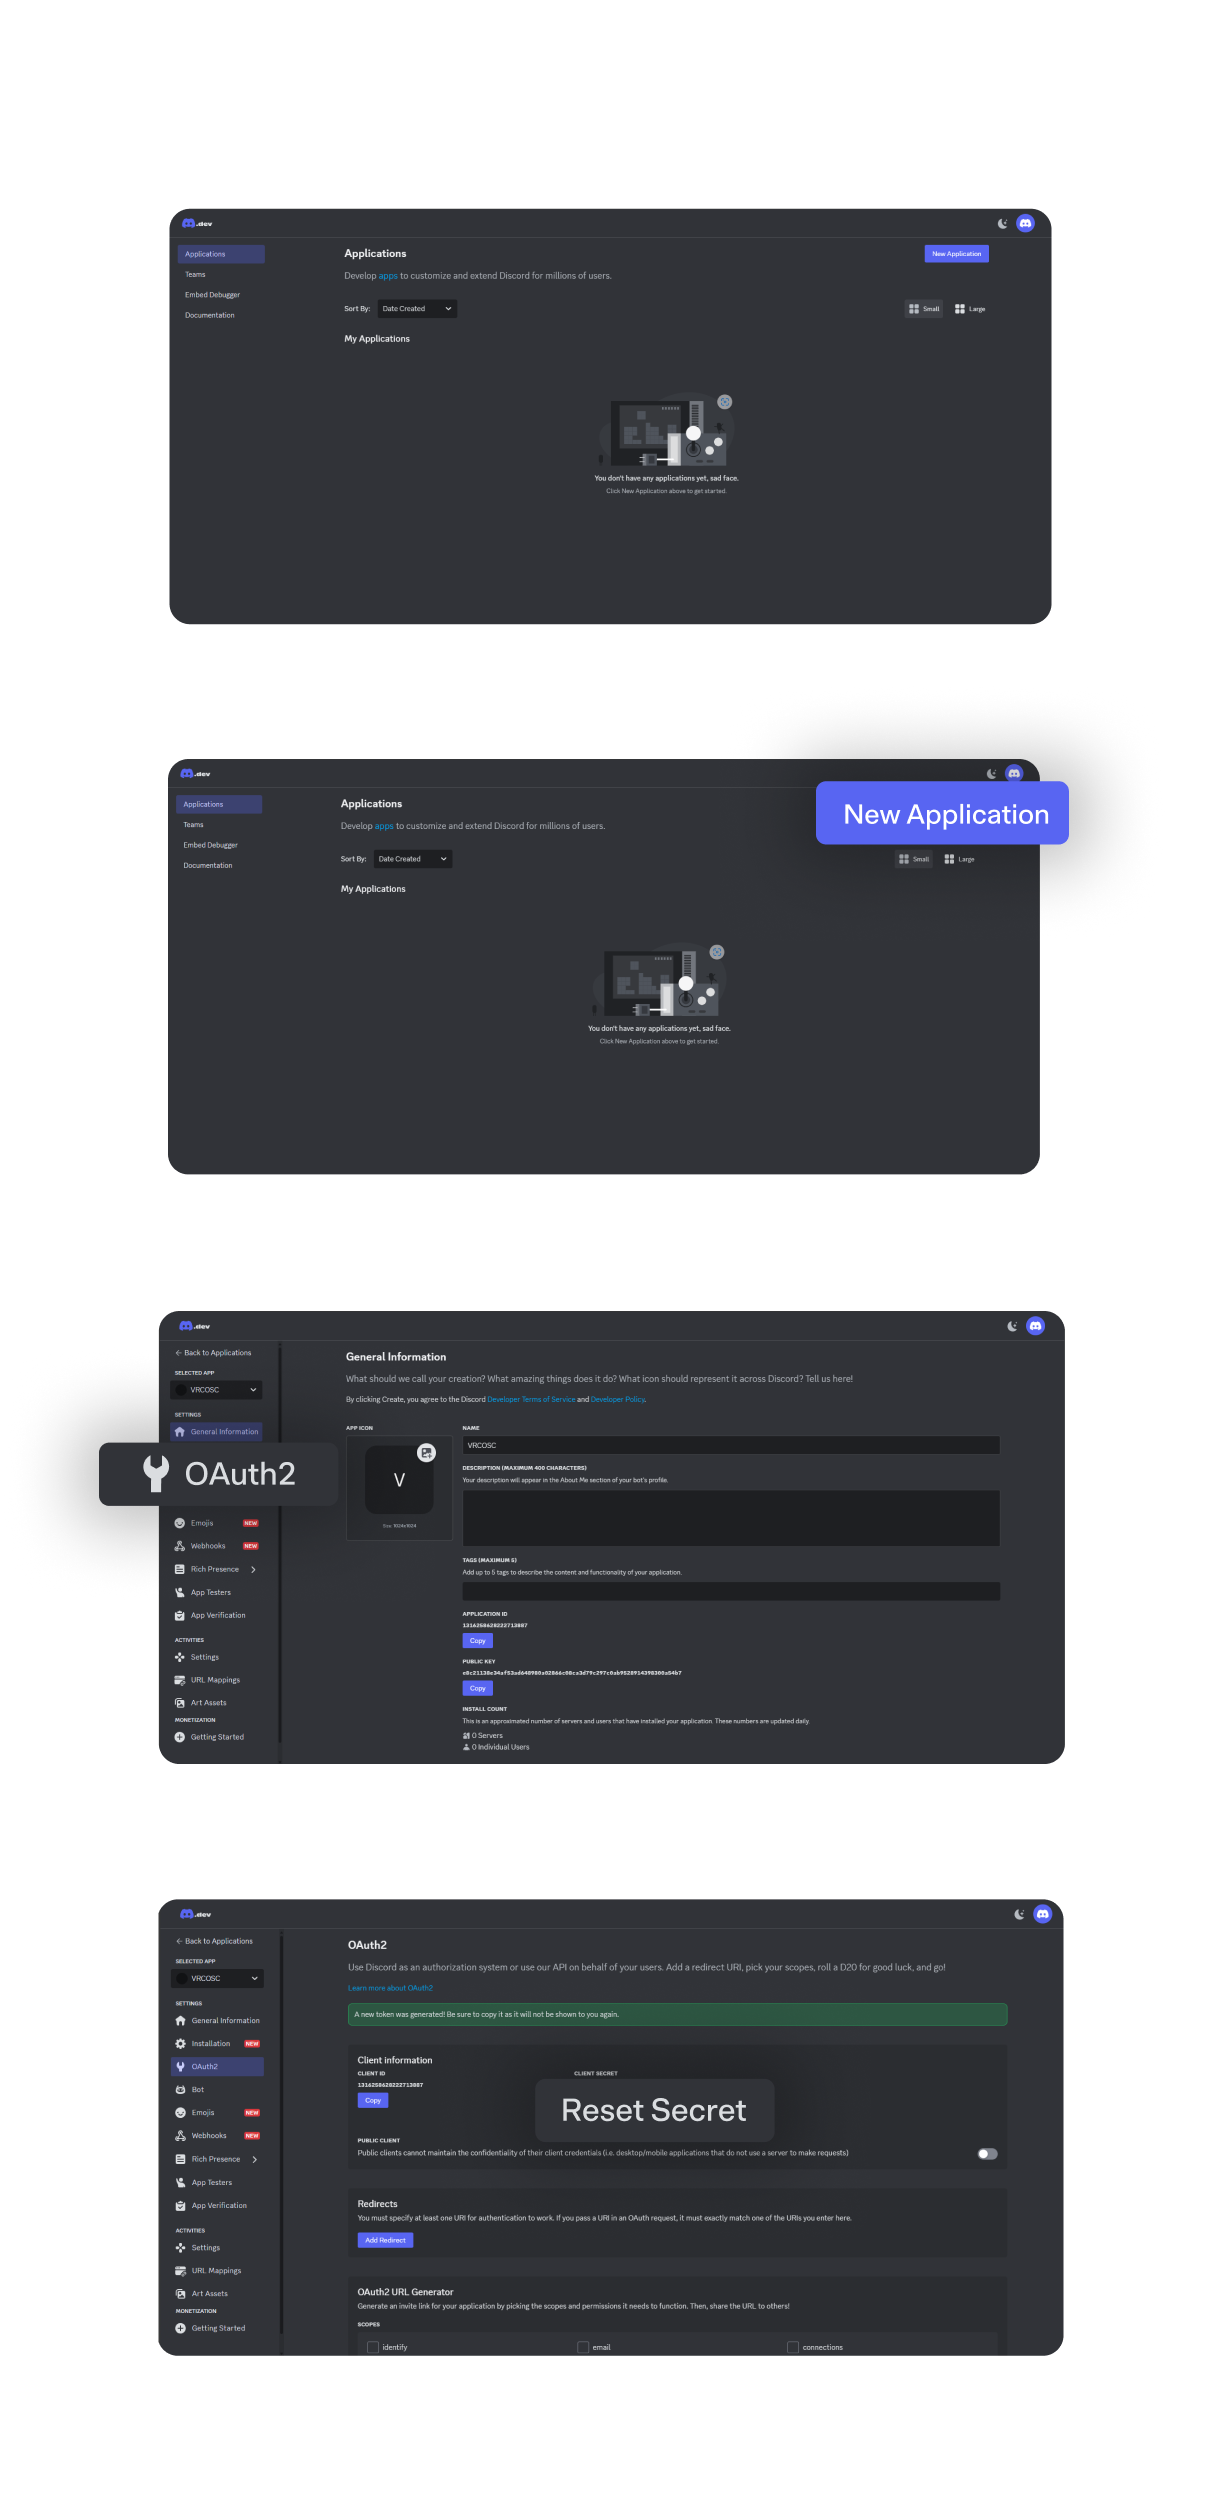 .dev
Applications
Teams
Embed Debugger
Documentation
Applications
New Application
Develop apps to customize and extend Discord for millions of users.
Sort By: Date Created
Small Large
My Applications
You don't have any applications yet, sad face.
Click New Application above to get started.
.dev
Applications
Teams
Embed Debugger
Documentation
Applications
New Application
Develop apps to customize and extend Discord for millions of users.
Sort By: Date Created
Small Large
My Applications
You don't have any applications yet, sad face.
Click New Application above to get started.
.dev
← Back to Applications
SELECTED APP
VRCOSC
SETTINGS
General Information
OAuth2
Emojis NEW
Webhooks NEW
Rich Presence
App Testers
App Verification
ACTIVITIES
Settings
URL Mappings
Art Assets
MONETIZATION
Getting Started
General Information
What should we call your creation? What amazing things does it do? What icon should represent it across Discord? Tell us here!
By clicking Create, you agree to the Discord Developer Terms of Service and Developer Policy.
APP ICON
V
Size: 1024x1024
NAME
VRCOSC
DESCRIPTION (MAXIMUM 400 CHARACTERS)
Your description will appear in the About Me section of your bot's profile.
TAGS (MAXIMUM 5)
Add up to 5 tags to describe the content and functionality of your application.
APPLICATION ID
1316258628222713887
Copy
PUBLIC KEY
Copy
INSTALL COUNT
This is an approximated number of servers and users that have installed your application. These numbers are updated daily.
0 Servers
0 Individual Users
.dev
← Back to Applications
SELECTED APP
VRCOSC
SETTINGS
General Information
Installation NEW
OAuth2
Bot
Emojis NEW
Webhooks NEW
Rich Presence
App Testers
App Verification
ACTIVITIES
Settings
URL Mappings
Art Assets
MONETIZATION
Getting Started
OAuth2
Use Discord as an authorization system or use our API on behalf of your users. Add a redirect URI, pick your scopes, roll a D20 for good luck, and go!
Learn more about OAuth2
A new token was generated! Be sure to copy it as it will not be shown to you again.
Client information
CLIENT ID
1316258628222713887
Copy
CLIENT SECRET
Reset Secret
PUBLIC CLIENT
Public clients cannot maintain the confidentiality of their client credentials (i.e. desktop/mobile applications that do not use a server to make requests)
Redirects
You must specify at least one URI for authentication to work. If you pass a URI in an OAuth request, it must exactly match one of the URIs you enter here.
Add Redirect
OAuth2 URL Generator
Generate an invite link for your application by picking the scopes and permissions it needs to function. Then, share the URL to others!
SCOPES
identify
email
connections